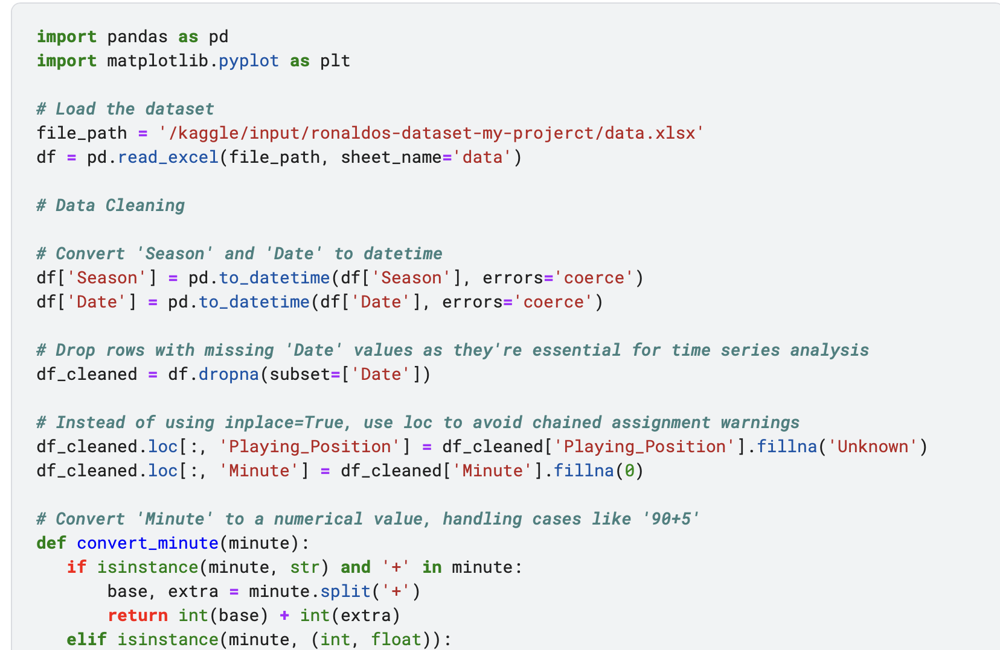 import pandas as pd
import matplotlib.pyplot as plt
# Load the dataset
file_path = '/kaggle/input/ronaldos-dataset-my-projerct/data.xlsx'
df = pd.read_excel(file_path, sheet_name='data')
# Data Cleaning
# Convert 'Season' and 'Date' to datetime
df['Season'] = pd.to_datetime(df['Season'], errors='coerce')
df['Date'] = pd.to_datetime(df['Date'], errors='coerce')
# Drop rows with missing 'Date' values as they're essential for time series analysis
df_cleaned = df.dropna(subset=['Date'])
# Instead of using inplace=True, use loc to avoid chained assignment warnings
df_cleaned.loc[:, 'Playing_Position'] = df_cleaned['Playing_Position'].fillna('Unknown')
df_cleaned.loc[:, 'Minute'] = df_cleaned['Minute'].fillna(0)
# Convert 'Minute' to a numerical value, handling cases like '90+5'
def convert_minute(minute):
   if isinstance(minute, str) and '+' in minute:
       base, extra = minute.split('+')
       return int(base) + int(extra)
   elif isinstance(minute, (int, float)):